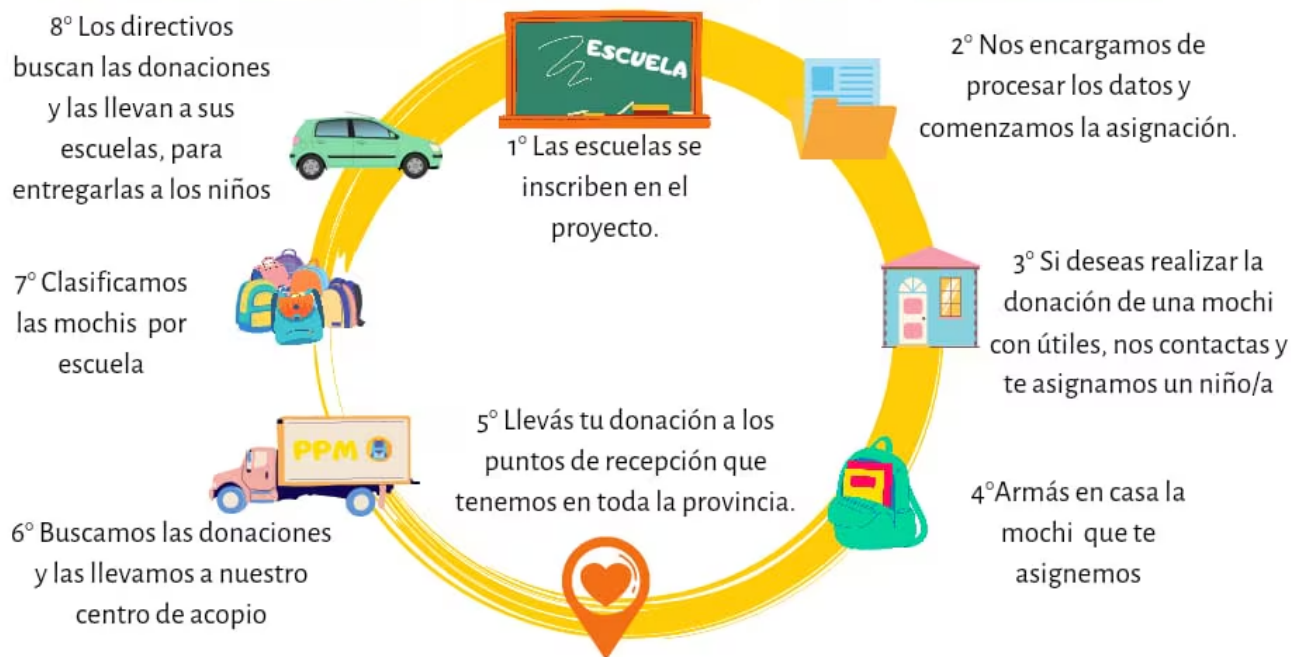 ESCUELA
1° Las escuelas se
inscriben en el
proyecto.
2° Nos encargamos de
procesar los datos y
comenzamos la asignación.
3° Si deseas realizar la
donación de una mochi
con útiles, nos contactas y
te asignamos un niño/a
4°Armás en casa la
mochi que te
asignemos
5° Llevás tu donación a los
puntos de recepción que
tenemos en toda la provincia.
PPM
6° Buscamos las donaciones
y las llevamos a nuestro
centro de acopio
7° Clasificamos
las mochis por
escuela
8° Los directivos
buscan las donaciones
y las llevan a sus
escuelas, para
entregarlas a los niños